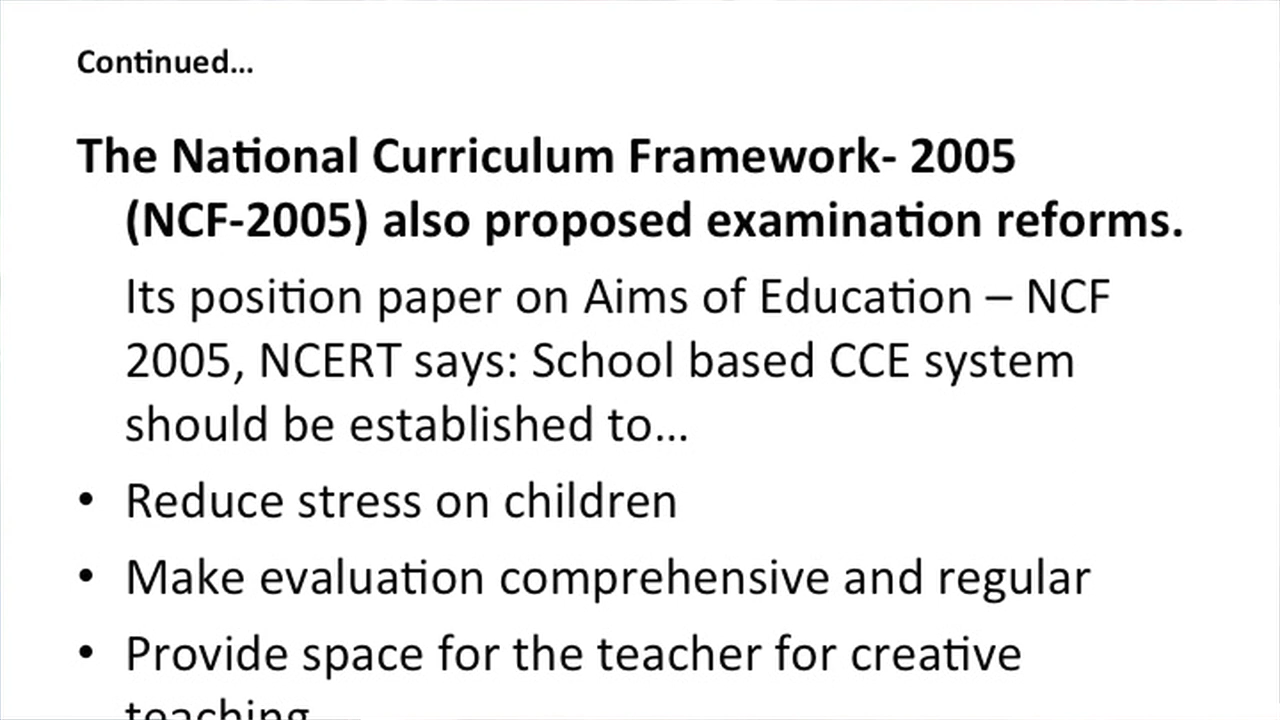 Continued...
The National Curriculum Framework- 2005
(NCF-2005) also proposed examination reforms.
Its position paper on Aims of Education – NCF
2005, NCERT says: School based CCE system
should be established to...
• Reduce stress on children
• Make evaluation comprehensive and regular
• Provide space for the teacher for creative
teaching